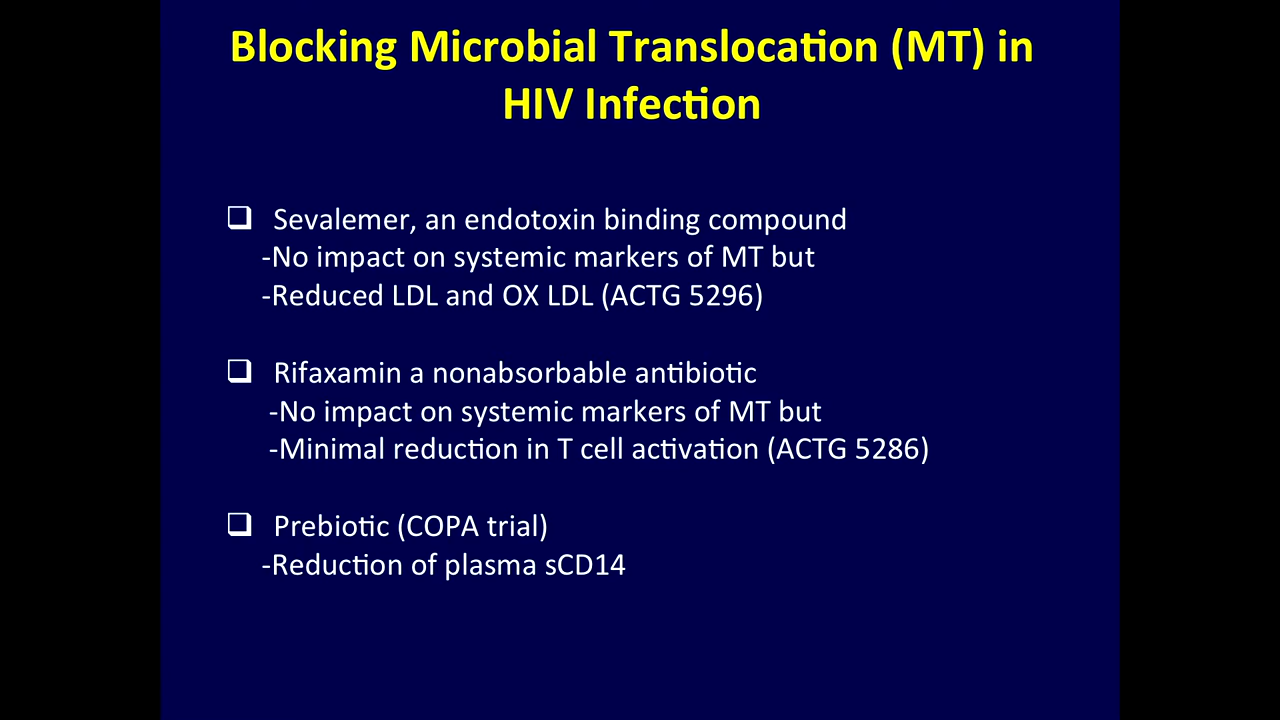 Blocking Microbial Translocation (MT) in
HIV Infection
Sevalemer, an endotoxin binding compound
-No impact on systemic markers of MT but
-Reduced LDL and OX LDL (ACTG 5296)
Rifaxamin a nonabsorbable antibiotic
-No impact on systemic markers of MT but
-Minimal reduction in T cell activation (ACTG 5286)
Prebiotic (COPA trial)
-Reduction of plasma sCD14